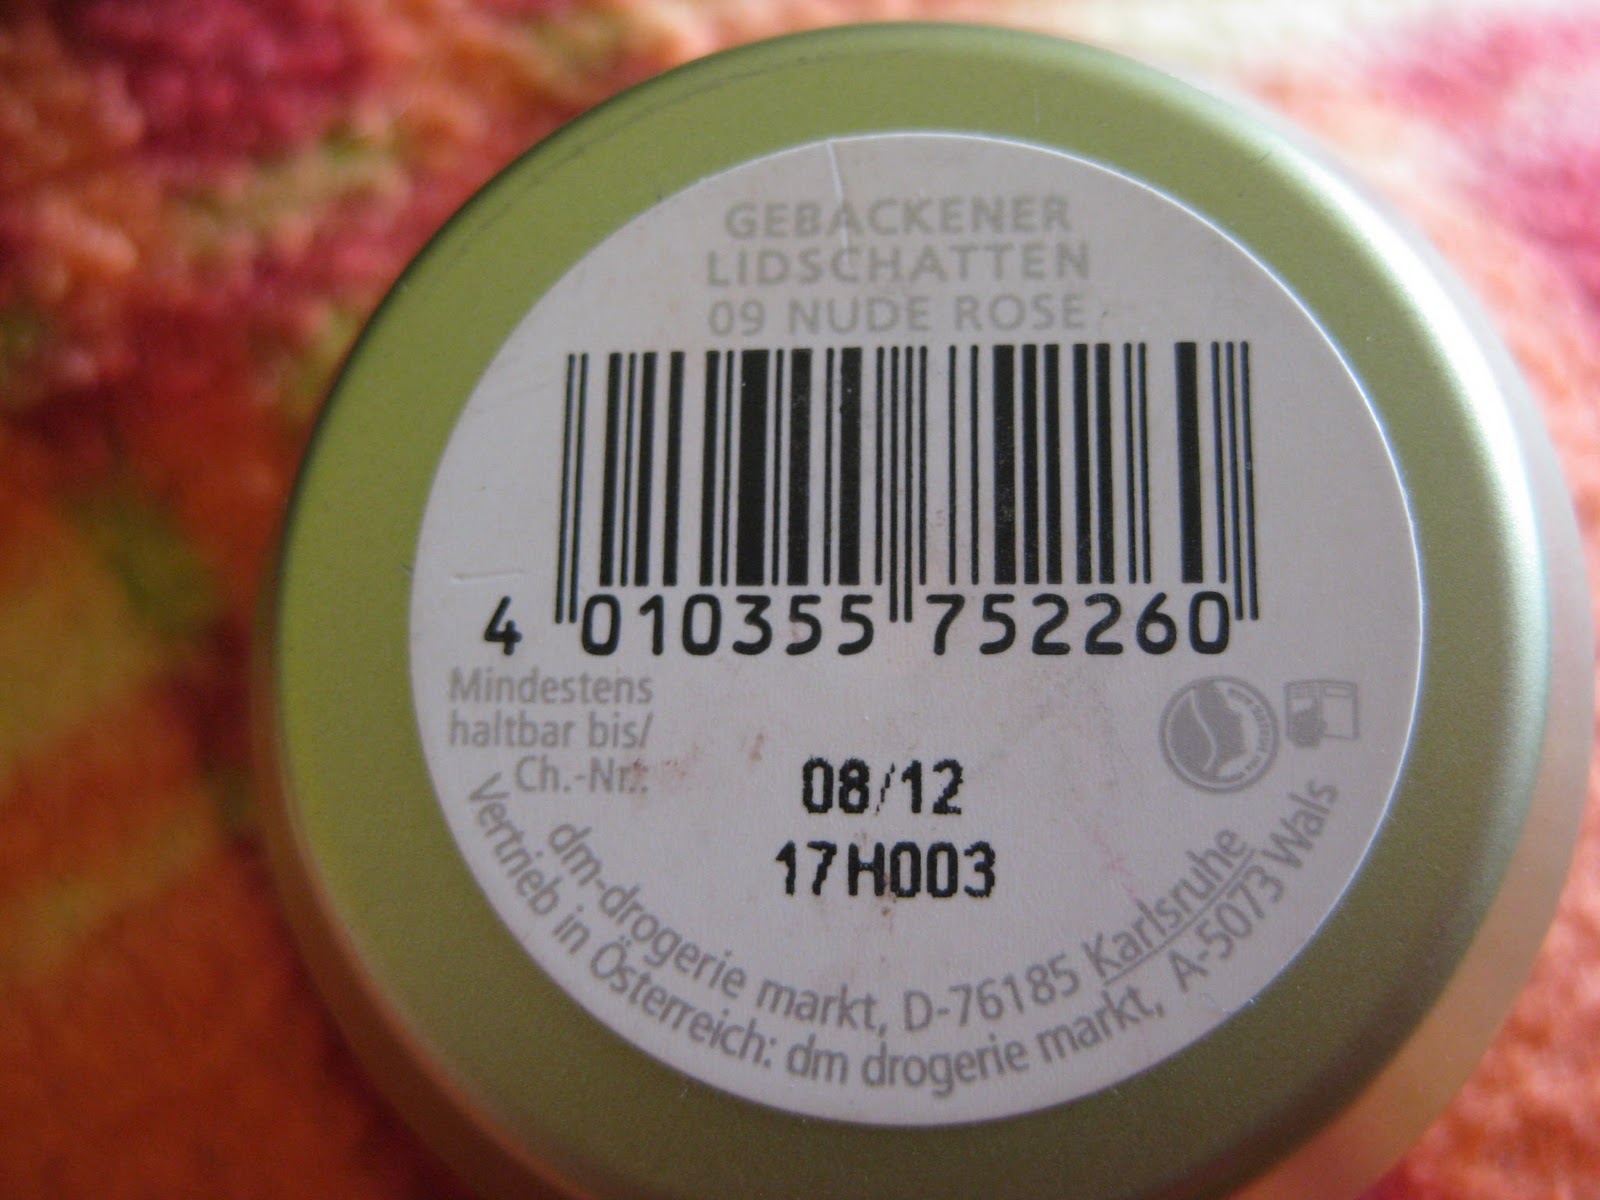 GEBACKENER
LIDSCHATTEN
09 NUDE ROSE
4 010355 752260
Mindestens
haltbar bis/
Ch.-Nr.:
08/12
17H003
dm-drogerie markt, D-76185 Karlsruhe
Vertrieb in Österreich: dm drogerie markt, A-5073 Wals